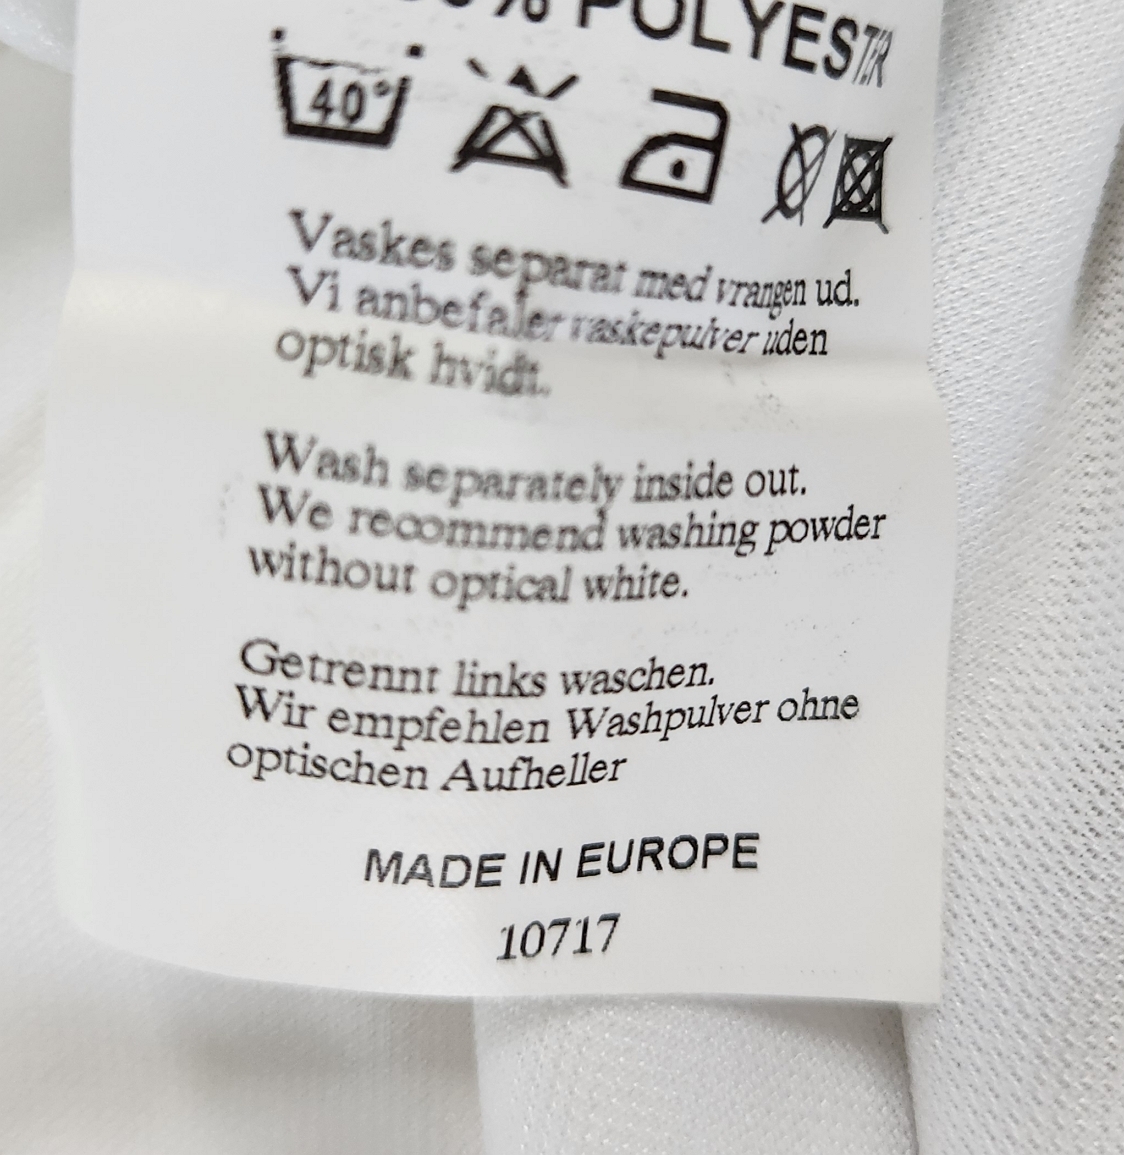 % POLYESTER
40°
Vaskes separat med vrangen ud.
Vi anbefaler vaskepulver uden
optisk hvidt.
Wash separately inside out.
We recommend washing powder
without optical white.
Getrennt links waschen.
Wir empfehlen Washpulver ohne
optischen Aufheller
MADE IN EUROPE
10717